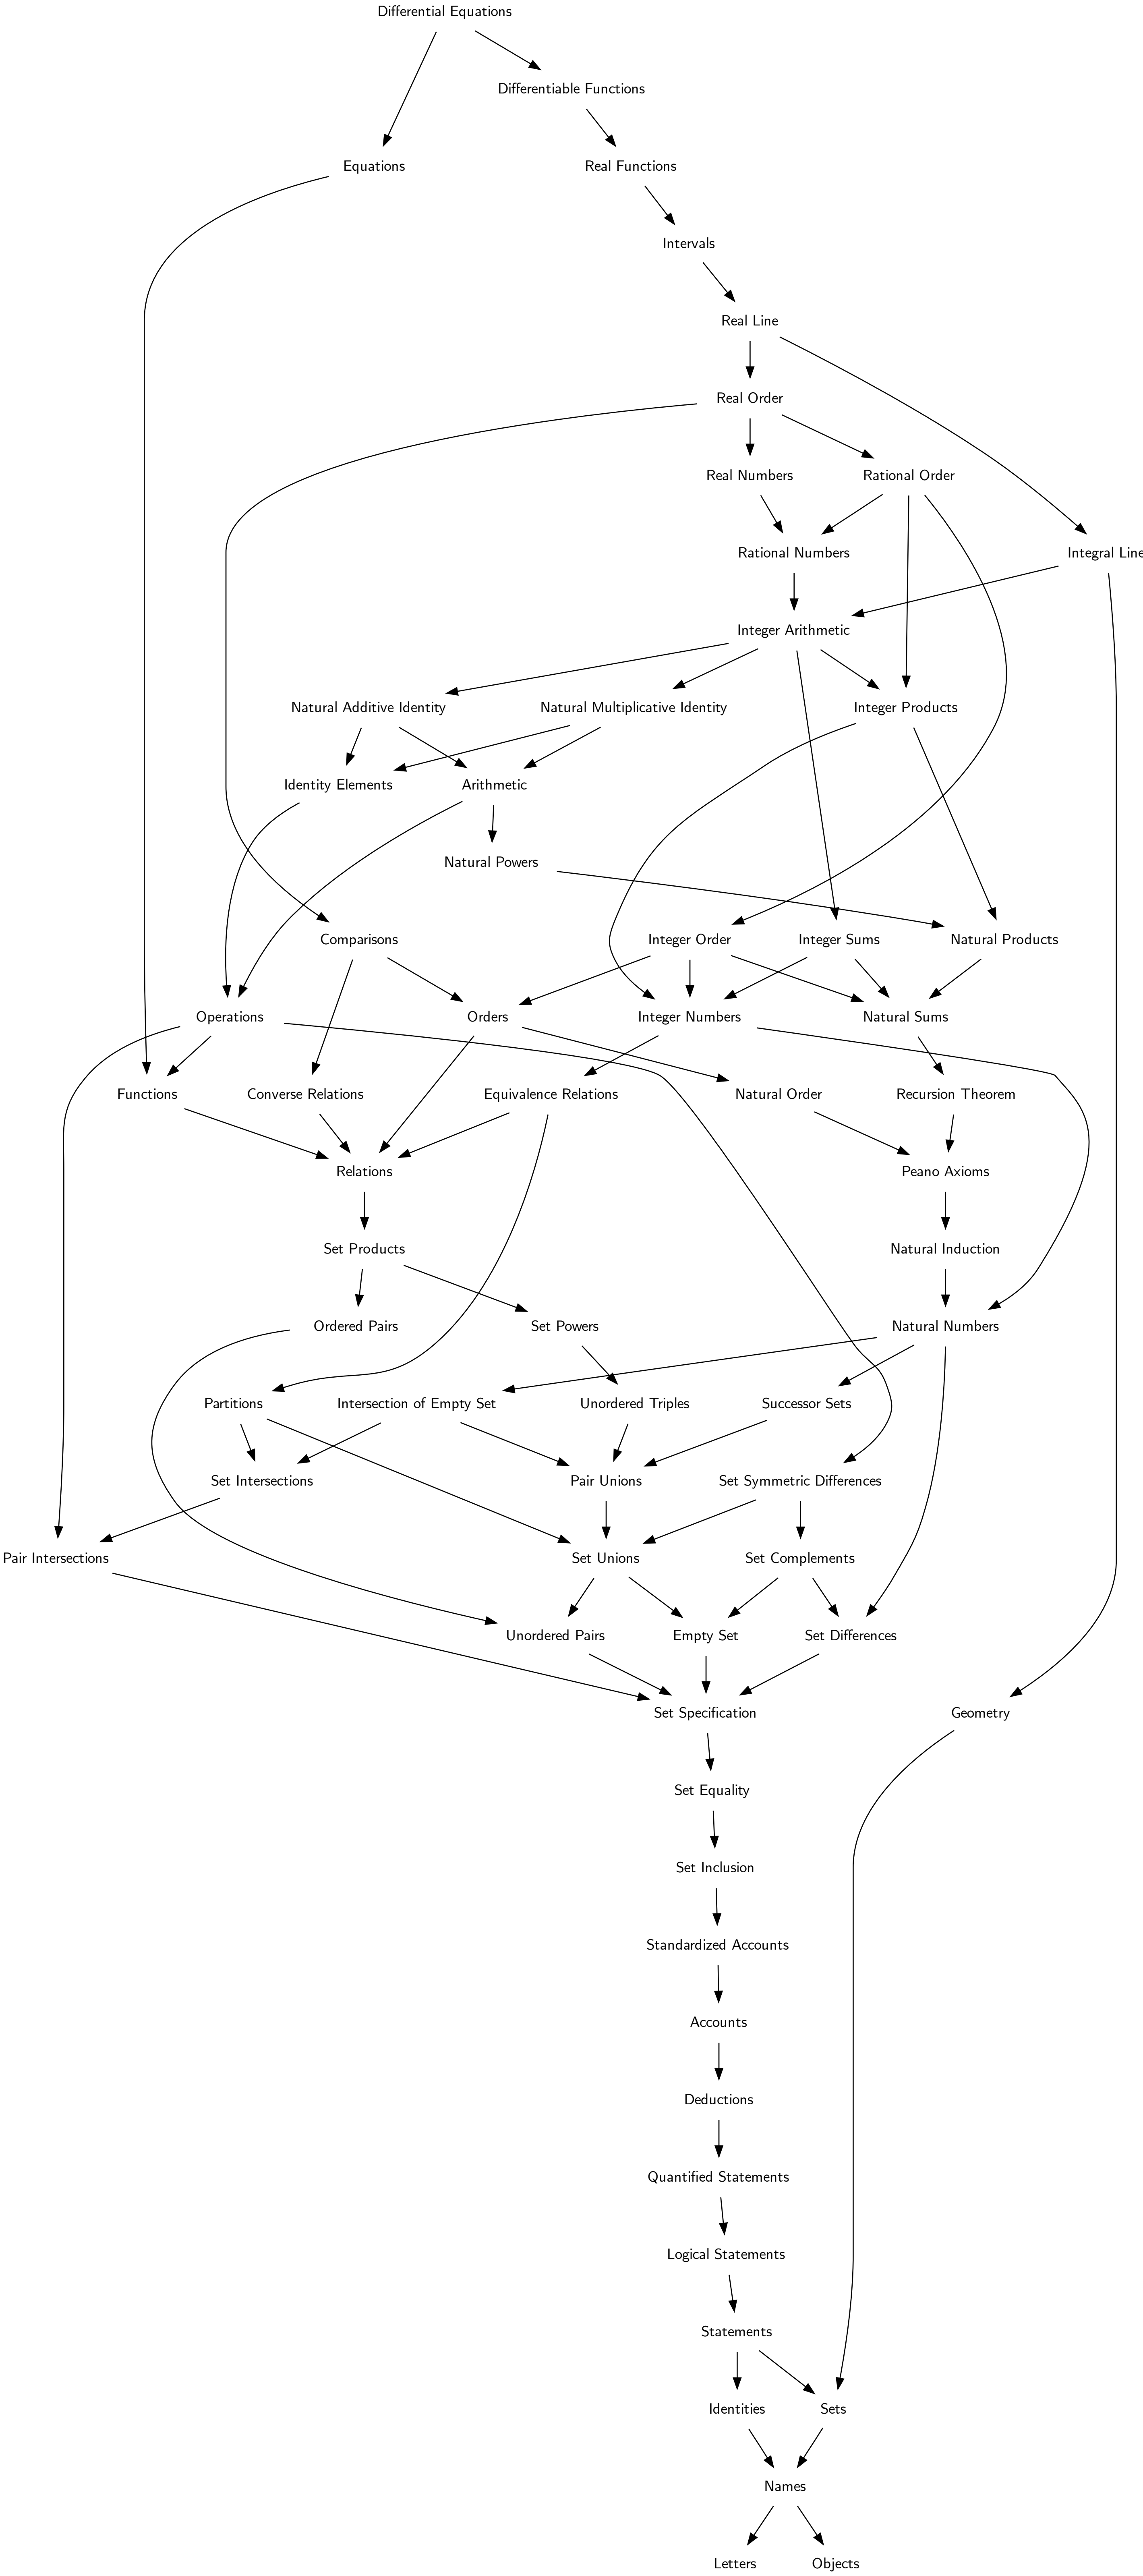 Differential Equations
Differentiable Functions
Equations
Real Functions
Intervals
Real Line
Real Order
Real Numbers
Rational Order
Rational Numbers
Integral Line
Integer Arithmetic
Natural Additive Identity
Natural Multiplicative Identity
Integer Products
Identity Elements
Arithmetic
Natural Powers
Comparisons
Integer Order
Integer Sums
Natural Products
Operations
Orders
Integer Numbers
Natural Sums
Functions
Converse Relations
Equivalence Relations
Natural Order
Recursion Theorem
Relations
Peano Axioms
Set Products
Natural Induction
Ordered Pairs
Set Powers
Natural Numbers
Partitions
Intersection of Empty Set
Unordered Triples
Successor Sets
Set Intersections
Pair Unions
Set Symmetric Differences
Pair Intersections
Set Unions
Set Complements
Unordered Pairs
Empty Set
Set Differences
Set Specification
Geometry
Set Equality
Set Inclusion
Standardized Accounts
Accounts
Deductions
Quantified Statements
Logical Statements
Statements
Identities
Sets
Names
Letters
Objects